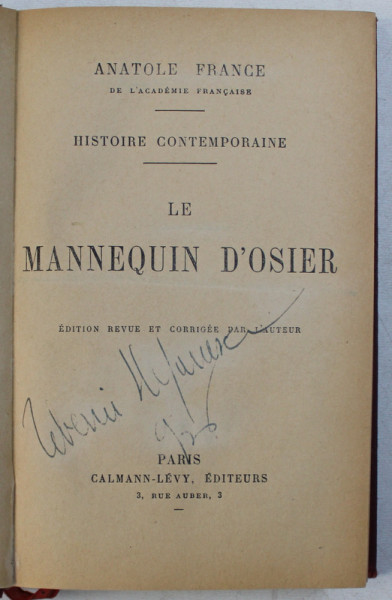 ANATOLE FRANCE
DE L'ACADÉMIE FRANÇAISE
HISTOIRE CONTEMPORAINE
LE
MANNEQUIN D'OSIER
ÉDITION REVUE ET CORRIGÉE PAR L'AUTEUR
PARIS
CALMANN-LÉVY, ÉDITEURS
3, RUE AUBER, 3